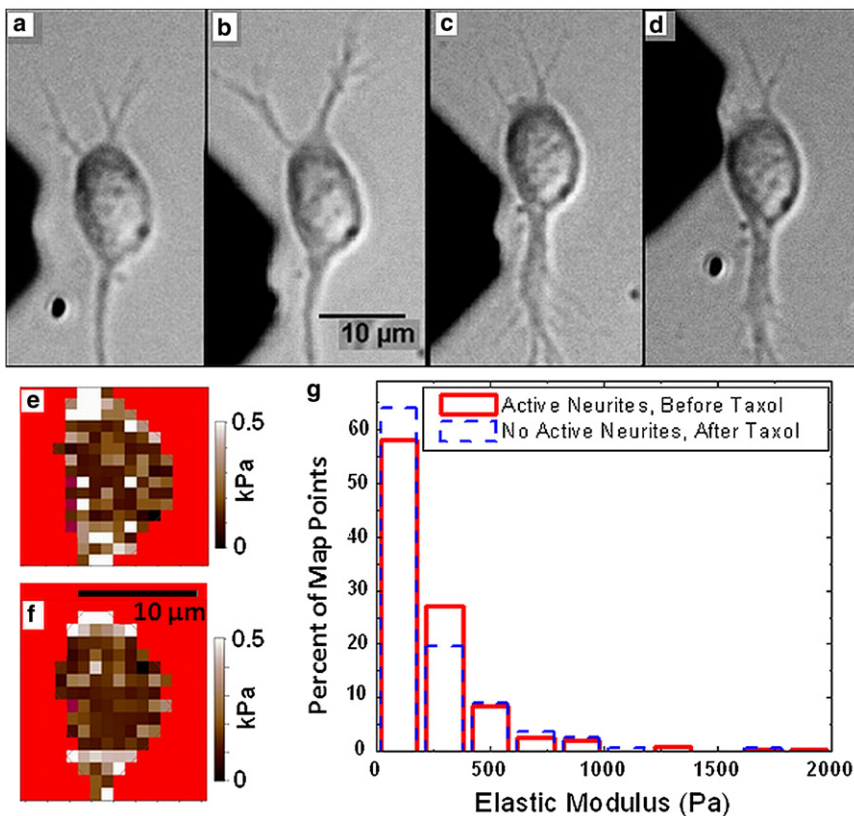 a
b
c
d
10 µm
e
0.5
kPa
0
f
10 µm
0.5
kPa
0
g
Active Neurites, Before Taxol
No Active Neurites, After Taxol
Percent of Map Points
60
50
40
30
20
10
0
0
500
1000
1500
2000
Elastic Modulus (Pa)